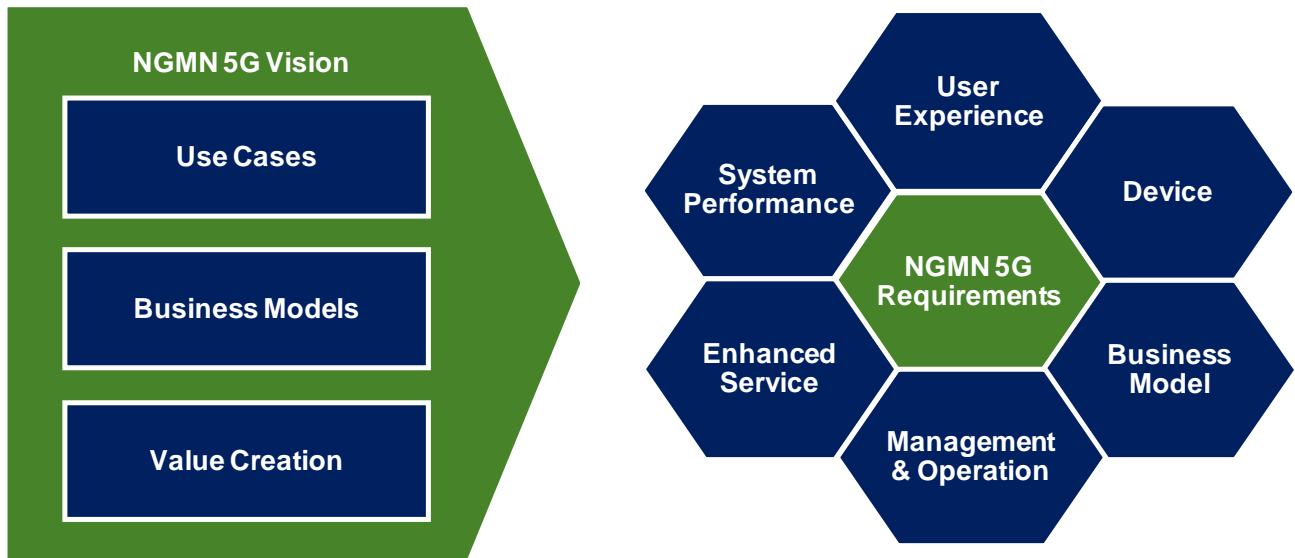 NGMN 5G Vision
Use Cases
Business Models
Value Creation
User
Experience
System
Performance
Device
NGMN 5G
Requirements
Enhanced
Service
Business
Model
Management
& Operation